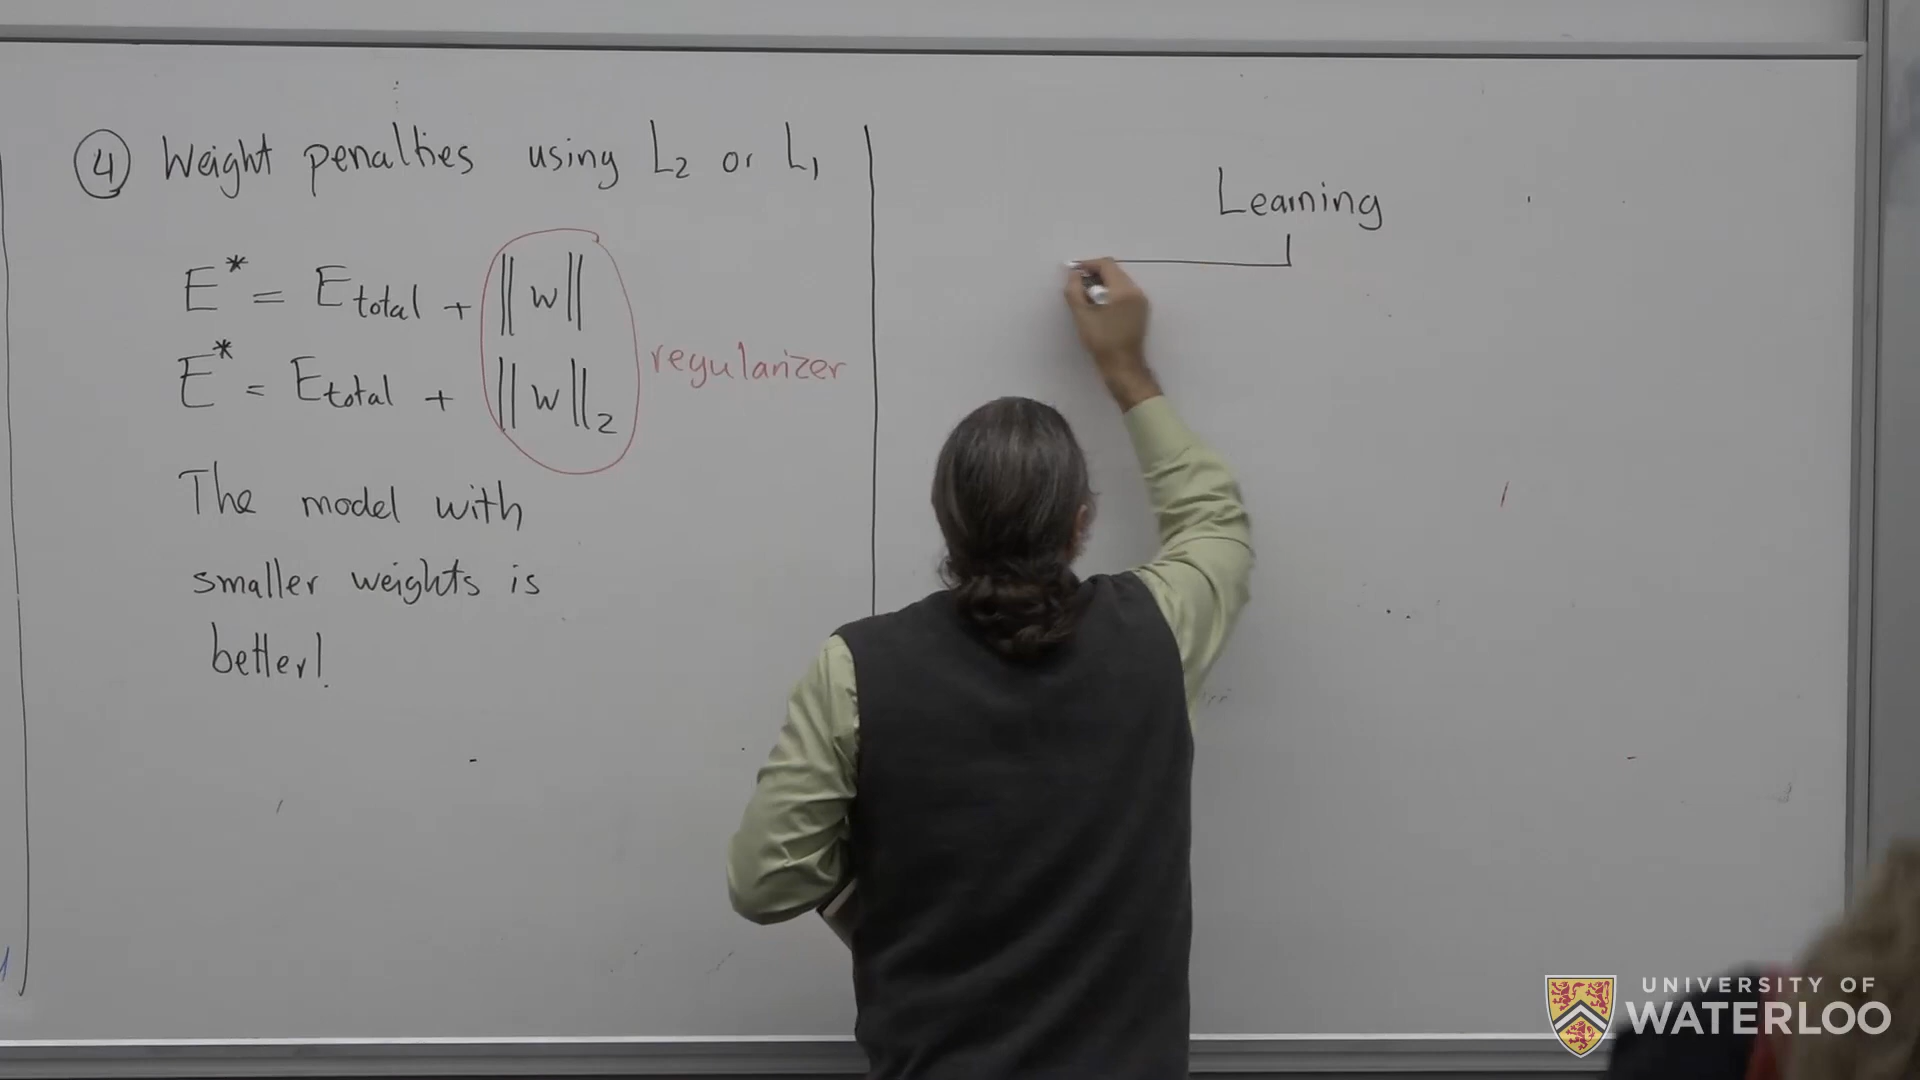 ④ Weight penalties using L₂ or L₁
E* = Etotal + ||w||
E* = Etotal + ||w||₂
regularizer
The model with
smaller weights is
better!
Learning
UNIVERSITY OF
WATERLOO